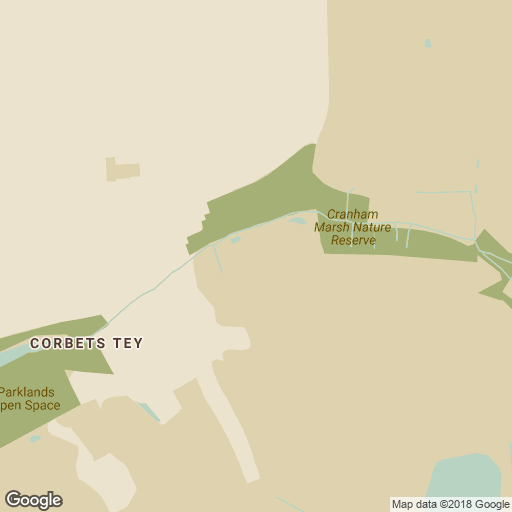 Cranham
Marsh Nature
Reserve
CORBETS TEY
Parklands
pen Space
Google
Map data ©2018 Google